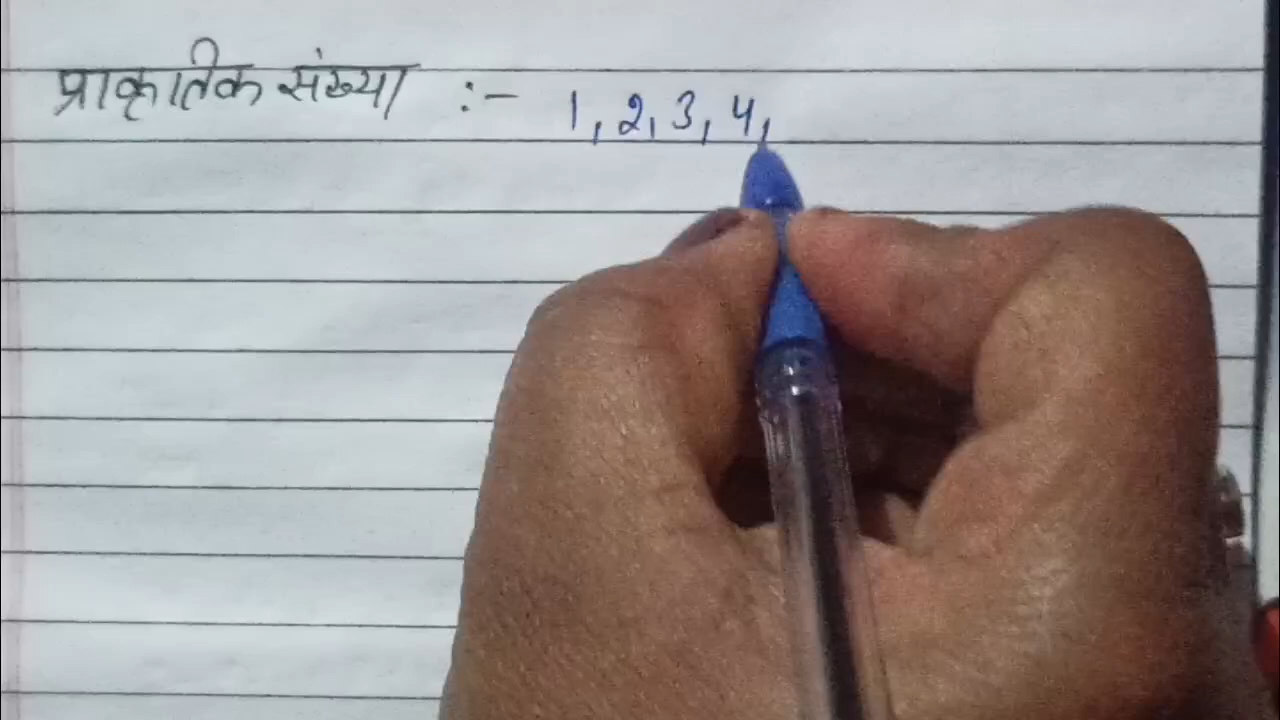 प्राकृतिक संख्या :- 1, 2, 3, 4,